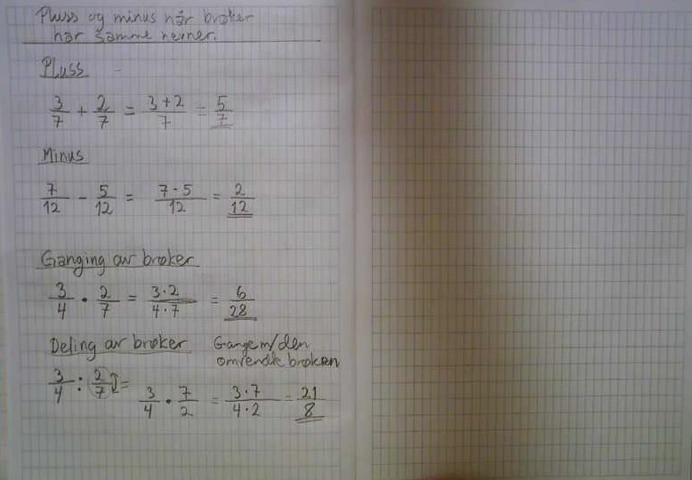 Pluss og minus når brøker
har samme nevner.
Pluss
3/7 + 2/7 = 3+2/7 = 5/7
Minus
7/12 - 5/12 = 7-5/12 = 2/12
Ganging av brøker
3/4 · 2/7 = 3·2/4·7 = 6/28
Deling av brøker
Gange m/den
omvendte brøken
3/4 : 2/7 = 3/4 · 7/2 = 3·7/4·2 = 21/8